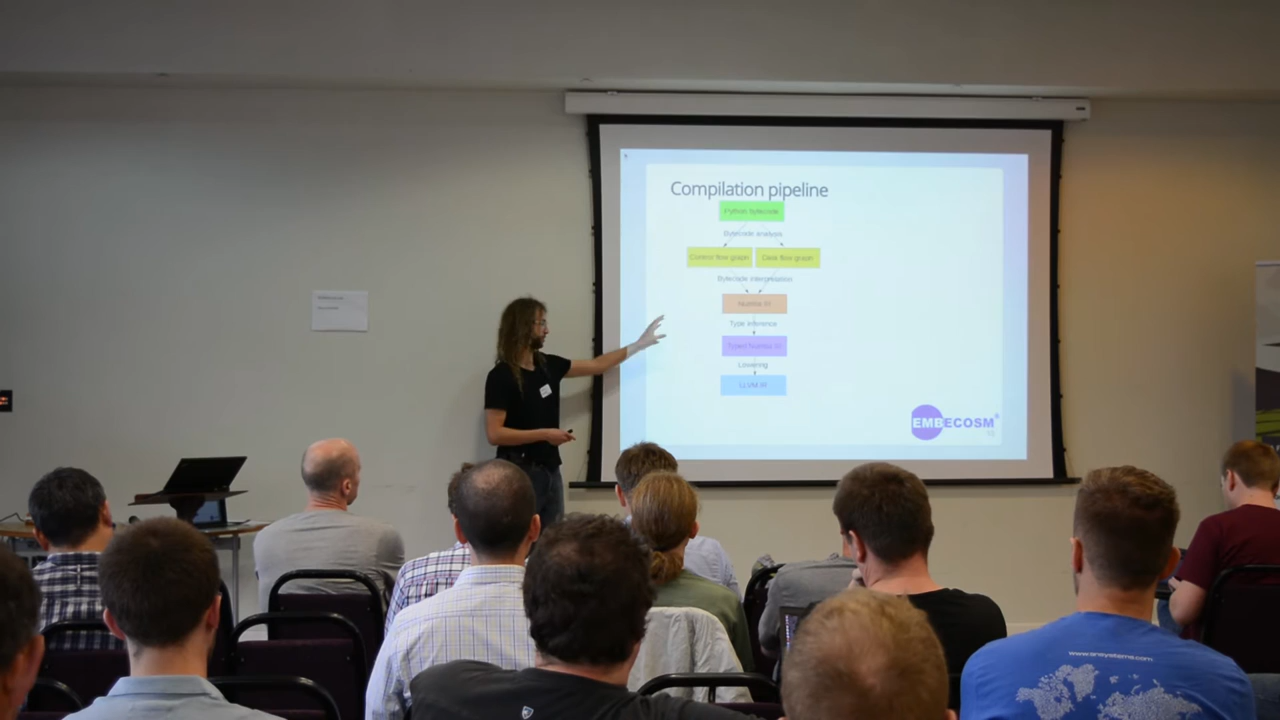 Compilation pipeline
Python bytecode
Bytecode analysis
Control flow graph
Data flow graph
Bytecode interpretation
Numba IR
Type inference
Typed Numba IR
Lowering
LLVM IR
EMBECOSM®
www.ansystems.com